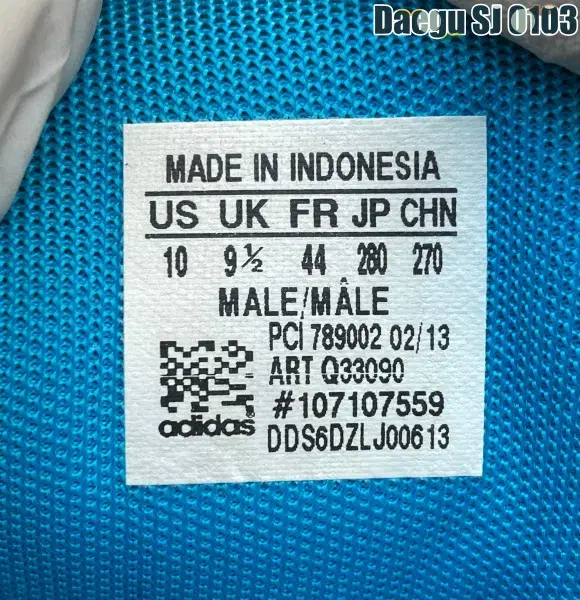 Daegu SJ 0103
MADE IN INDONESIA
US UK FR JP CHN
10 9½ 44 280 270
MALE/MÂLE
PCI 789002 02/13
ART Q33090
#107107559
adidas
DDS6DZLJ00613